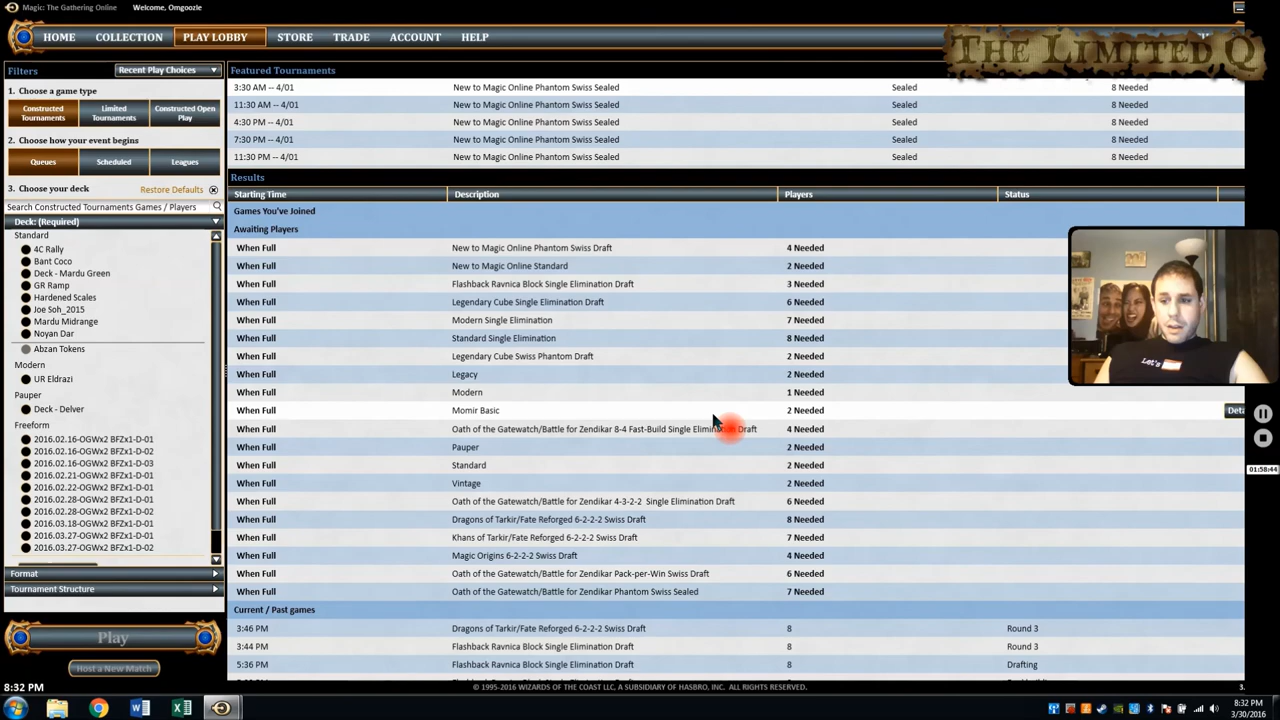 Magic: The Gathering Online
Welcome, Omgoozle
HOME
COLLECTION
PLAY LOBBY
STORE
TRADE
ACCOUNT
HELP
THE LIMITED Q
Filters
Recent Play Choices
1. Choose a game type
Constructed Tournaments
Limited Tournaments
Constructed Open Play
2. Choose how your event begins
Queues
Scheduled
Leagues
3. Choose your deck
Restore Defaults
Search Constructed Tournaments Games / Players
Deck: (Required)
Standard
4C Rally
Bant Coco
Deck - Mardu Green
GR Ramp
Hardened Scales
Joe Soh_2015
Mardu Midrange
Noyan Dar
Abzan Tokens
Modern
UR Eldrazi
Pauper
Deck - Delver
Freeform
2016.02.16-OGWx2 BFZx1-D-01
2016.02.16-OGWx2 BFZx1-D-02
2016.02.16-OGWx2 BFZx1-D-03
2016.02.21-OGWx2 BFZx1-D-01
2016.02.22-OGWx2 BFZx1-D-01
2016.02.28-OGWx2 BFZx1-D-01
2016.02.28-OGWx2 BFZx1-D-02
2016.03.18-OGWx2 BFZx1-D-01
2016.03.27-OGWx2 BFZx1-D-01
2016.03.27-OGWx2 BFZx1-D-02
Format
Tournament Structure
Play
Host a New Match
Featured Tournaments
3:30 AM -- 4/01 New to Magic Online Phantom Swiss Sealed Sealed 8 Needed
11:30 AM -- 4/01 New to Magic Online Phantom Swiss Sealed Sealed 8 Needed
4:30 PM -- 4/01 New to Magic Online Phantom Swiss Sealed Sealed 8 Needed
7:30 PM -- 4/01 New to Magic Online Phantom Swiss Sealed Sealed 8 Needed
11:30 PM -- 4/01 New to Magic Online Phantom Swiss Sealed Sealed 8 Needed
Results
Starting Time Description Players Status
Games You've Joined
Awaiting Players
When Full New to Magic Online Phantom Swiss Draft 4 Needed
When Full New to Magic Online Standard 2 Needed
When Full Flashback Ravnica Block Single Elimination Draft 3 Needed
When Full Legendary Cube Single Elimination Draft 6 Needed
When Full Modern Single Elimination 7 Needed
When Full Standard Single Elimination 8 Needed
When Full Legendary Cube Swiss Phantom Draft 2 Needed
When Full Legacy 2 Needed
When Full Modern 1 Needed
When Full Momir Basic 2 Needed Deta
When Full Oath of the Gatewatch/Battle for Zendikar 8-4 Fast-Build Single Elimination Draft 4 Needed
When Full Pauper 2 Needed
When Full Standard 2 Needed
When Full Vintage 2 Needed
When Full Oath of the Gatewatch/Battle for Zendikar 4-3-2-2 Single Elimination Draft 6 Needed
When Full Dragons of Tarkir/Fate Reforged 6-2-2-2 Swiss Draft 8 Needed
When Full Khans of Tarkir/Fate Reforged 6-2-2-2 Swiss Draft 7 Needed
When Full Magic Origins 6-2-2-2 Swiss Draft 4 Needed
When Full Oath of the Gatewatch/Battle for Zendikar Pack-per-Win Swiss Draft 6 Needed
When Full Oath of the Gatewatch/Battle for Zendikar Phantom Swiss Sealed 7 Needed
Current / Past games
3:46 PM Dragons of Tarkir/Fate Reforged 6-2-2-2 Swiss Draft 8 Round 3
3:44 PM Flashback Ravnica Block Single Elimination Draft 8 Round 3
5:36 PM Flashback Ravnica Block Single Elimination Draft 8 Drafting
Let's
01:58:44
8:32 PM
© 1995-2016 WIZARDS OF THE COAST LLC, A SUBSIDIARY OF HASBRO, INC. ALL RIGHTS RESERVED.
3.
8:32 PM
3/30/2016